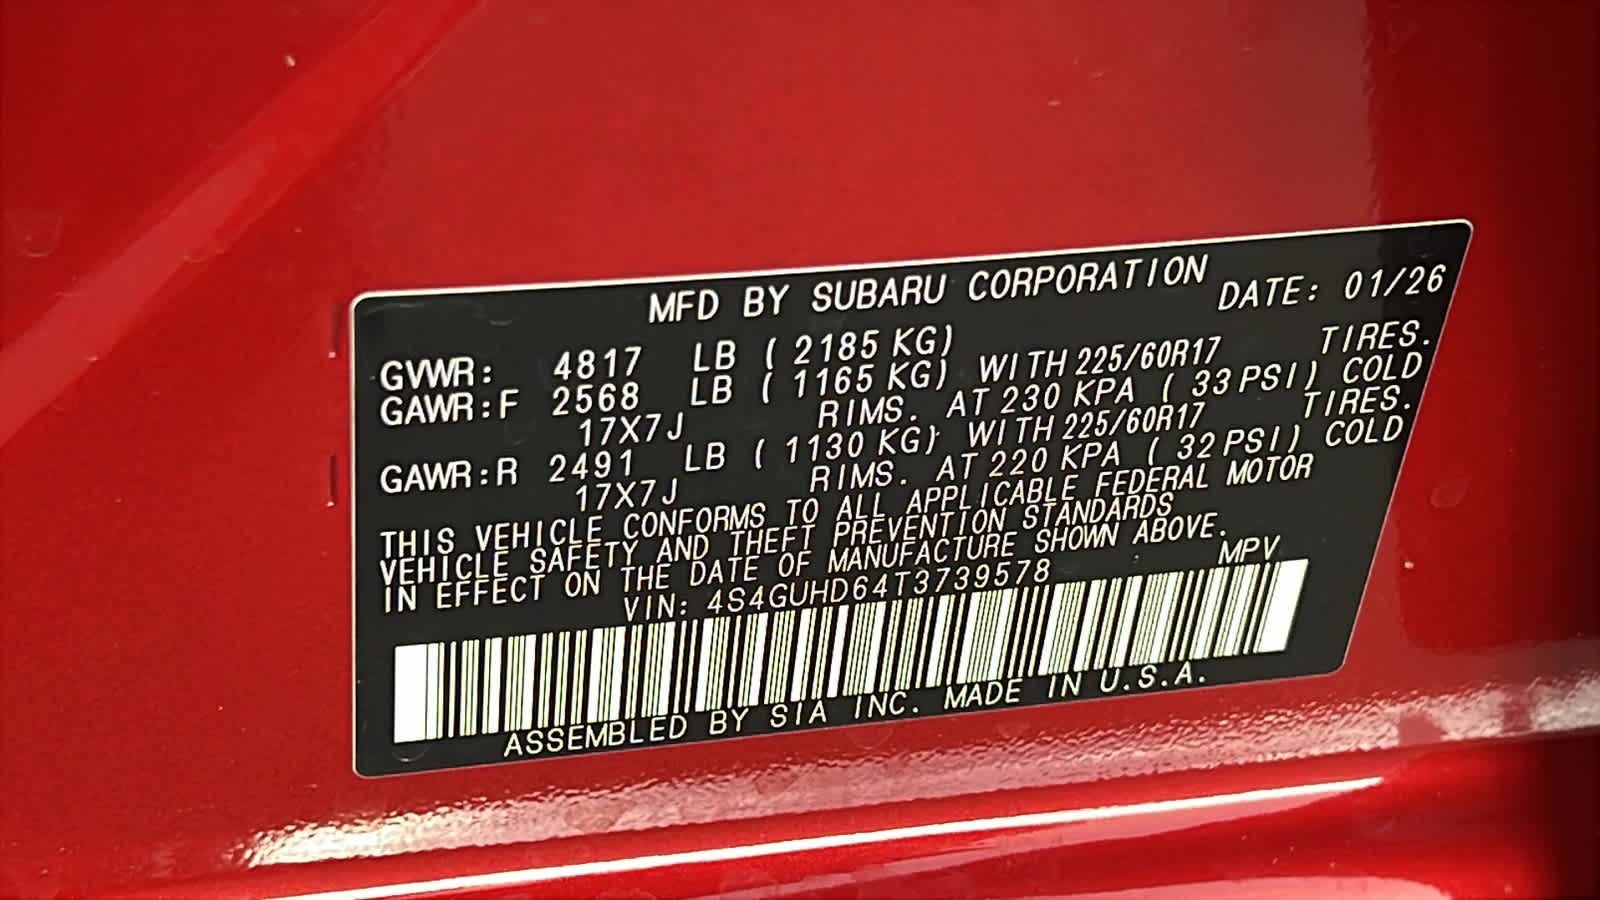 MFD BY SUBARU CORPORATION DATE: 01/26
GVWR: 4817 LB ( 2185 KG)
GAWR:F 2568 LB ( 1165 KG) WITH 225/60R17 TIRES.
17X7J RIMS. AT 230 KPA ( 33 PSI) COLD
GAWR:R 2491 LB ( 1130 KG) WITH 225/60R17 TIRES.
17X7J RIMS. AT 220 KPA ( 32 PSI) COLD
THIS VEHICLE CONFORMS TO ALL APPLICABLE FEDERAL MOTOR
VEHICLE SAFETY AND THEFT PREVENTION STANDARDS
IN EFFECT ON THE DATE OF MANUFACTURE SHOWN ABOVE.
VIN: 4S4GUHD64T3739578 MPV
ASSEMBLED BY SIA INC. MADE IN U.S.A.